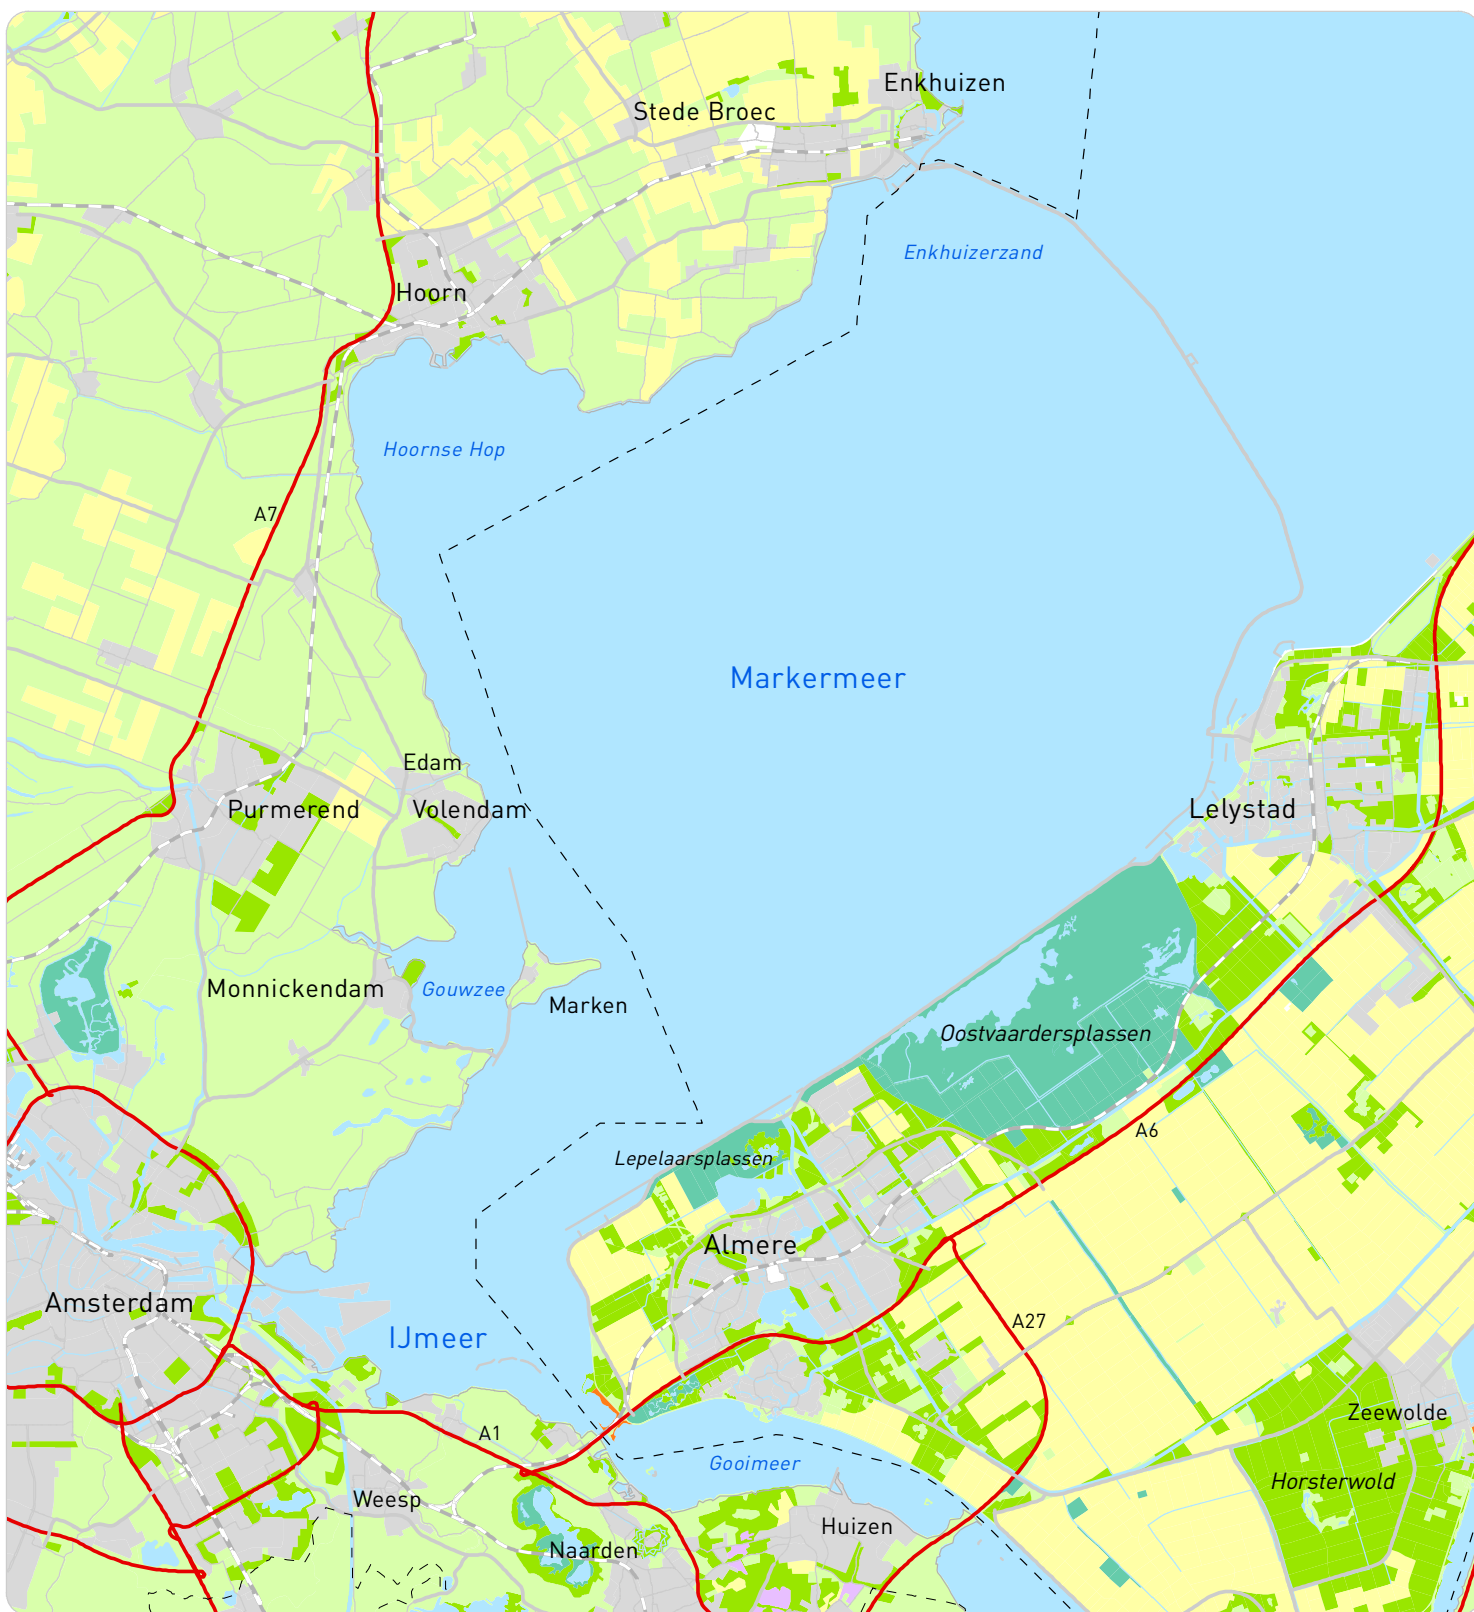 Enkhuizen
Stede Broec
Enkhuizerzand
Hoorn
Hoornse Hop
A7
Markermeer
Edam
Purmerend
Volendam
Lelystad
Monnickendam
Gouwzee
Marken
Oostvaardersplassen
A6
Lepelaarsplassen
Almere
Amsterdam
IJmeer
A27
Zeewolde
A1
Gooimeer
Horsterwold
Weesp
Huizen
Naarden